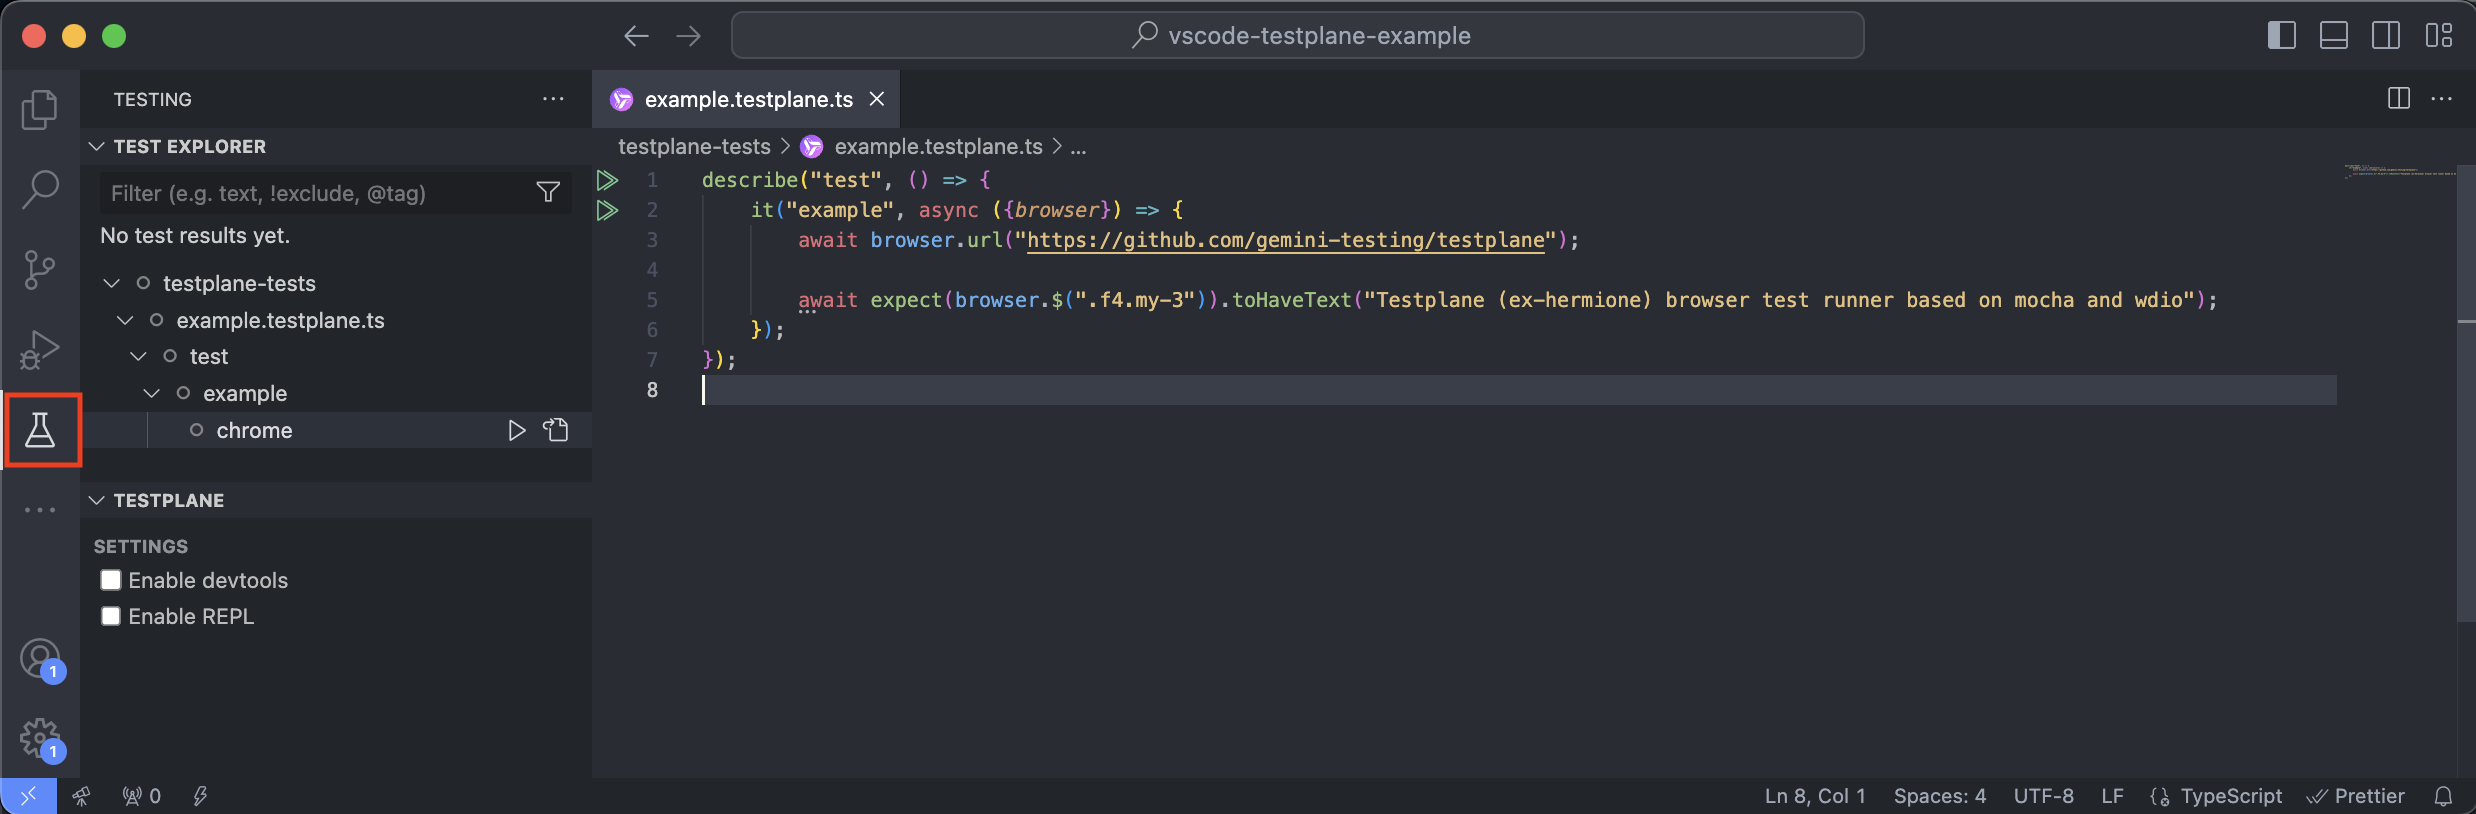 vscode-testplane-example
TESTING
TEST EXPLORER
Filter (e.g. text, !exclude, @tag)
No test results yet.
testplane-tests
example.testplane.ts
test
example
chrome
TESTPLANE
SETTINGS
Enable devtools
Enable REPL
1
1
example.testplane.ts
testplane-tests > example.testplane.ts > ...
1 describe("test", () => {
2 it("example", async ({browser}) => {
3 await browser.url("https://github.com/gemini-testing/testplane");
4
5 await expect(browser.$(".f4.my-3")).toHaveText("Testplane (ex-hermione) browser test runner based on mocha and wdio");
6 });
7 });
8
0
Ln 8, Col 1
Spaces: 4
UTF-8
LF
TypeScript
Prettier